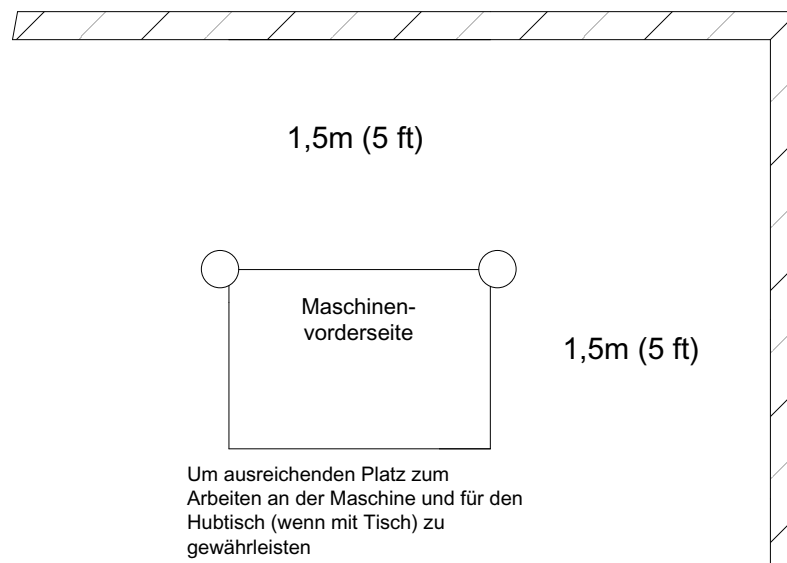 1,5m (5 ft)
Maschinen-
vorderseite
1,5m (5 ft)
Um ausreichenden Platz zum
Arbeiten an der Maschine und für den
Hubtisch (wenn mit Tisch) zu
gewährleisten